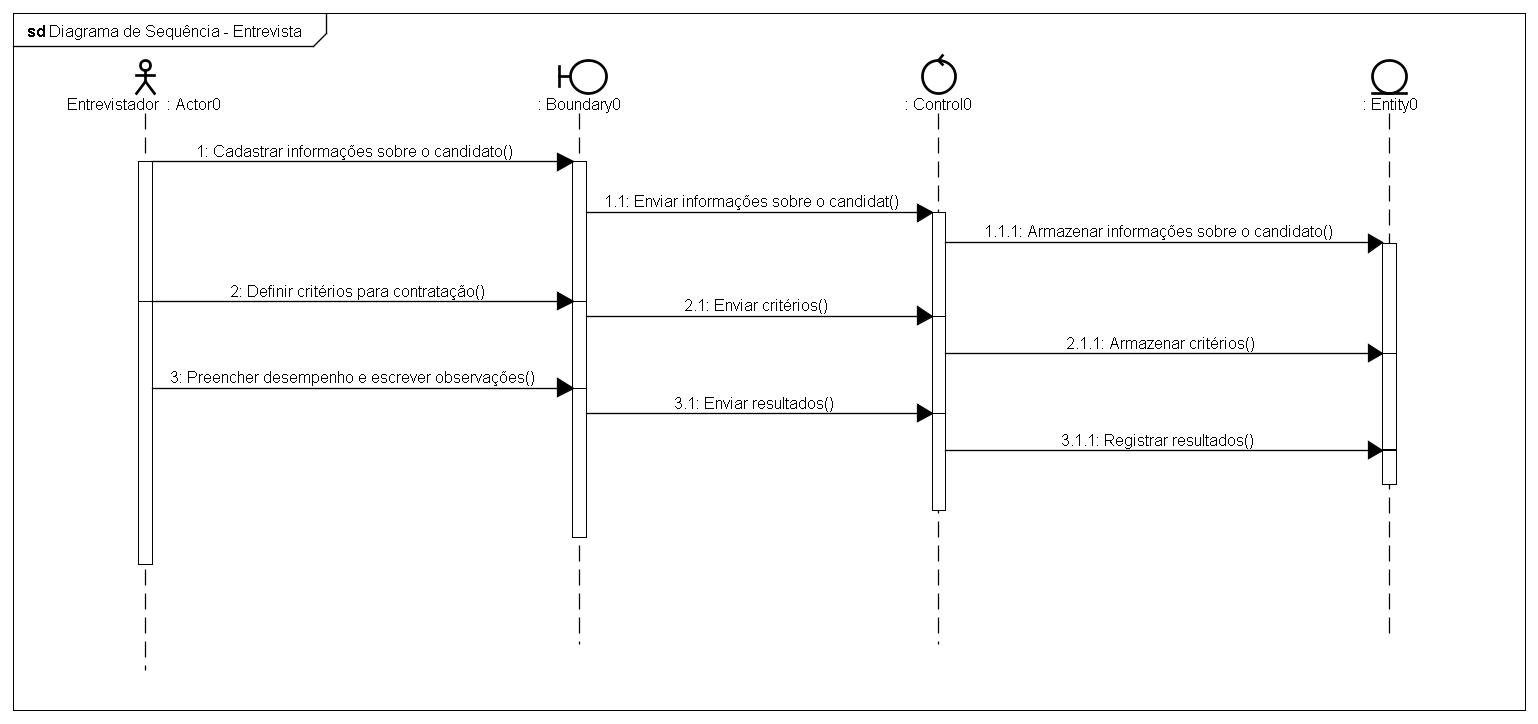 sd Diagrama de Sequência - Entrevista
Entrevistador : Actor0
: Boundary0
: Control0
: Entity0
1: Cadastrar informações sobre o candidato()
1.1: Enviar informações sobre o candidat()
1.1.1: Armazenar informações sobre o candidato()
2: Definir critérios para contratação()
2.1: Enviar critérios()
2.1.1: Armazenar critérios()
3: Preencher desempenho e escrever observações()
3.1: Enviar resultados()
3.1.1: Registrar resultados()